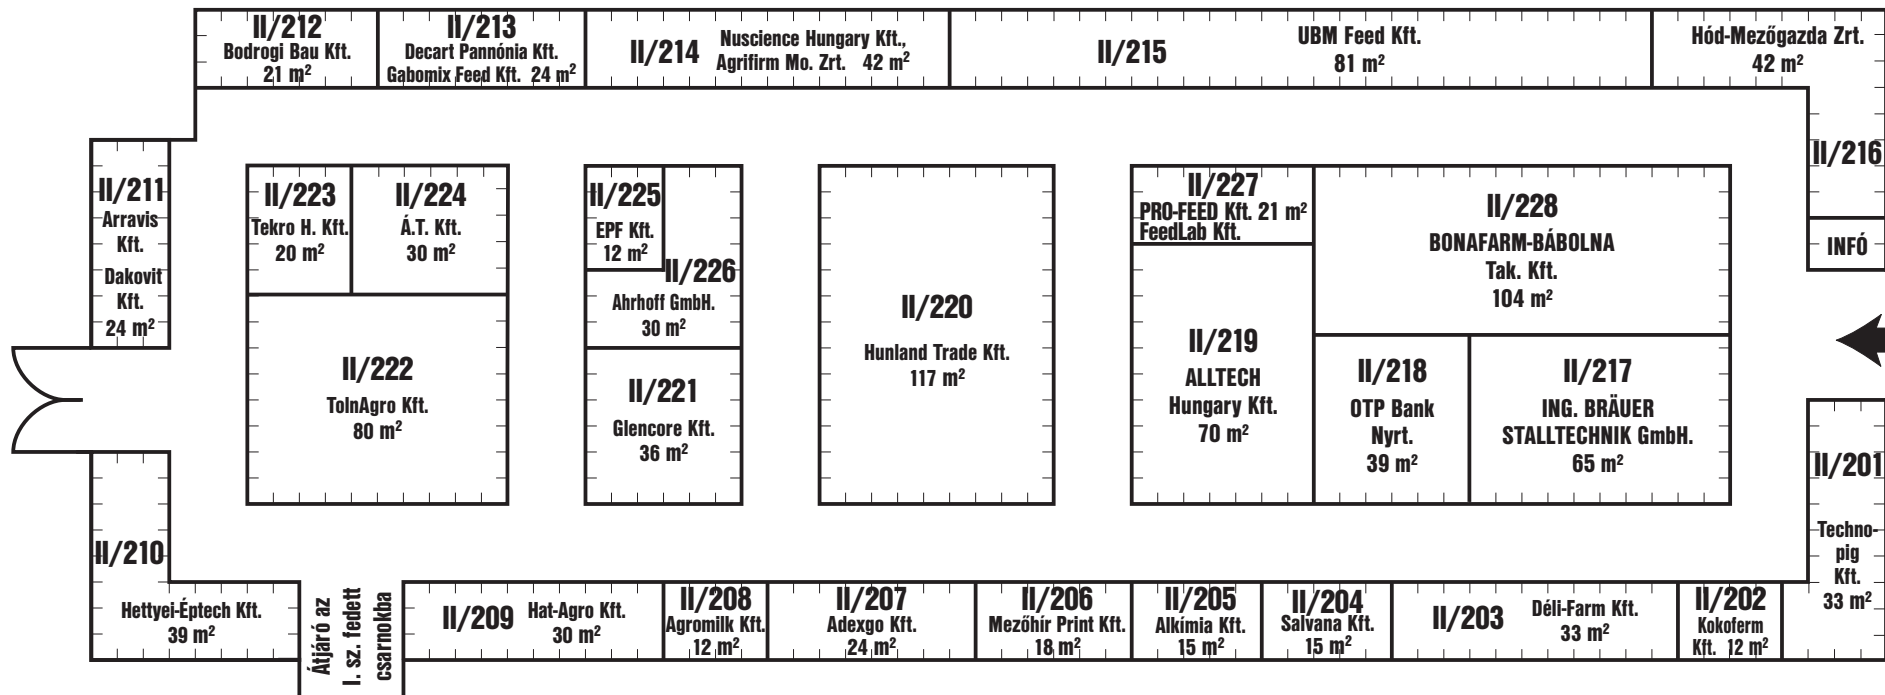 II/212
Bodrogi Bau Kft.
21 m²
II/213
Decart Pannónia Kft.
Gabomix Feed Kft. 24 m²
II/214
Nuscience Hungary Kft.,
Agrifirm Mo. Zrt. 42 m²
II/215
UBM Feed Kft.
81 m²
Hód-Mezőgazda Zrt.
42 m²
II/216
INFÓ
II/211
Arravis
Kft.
Dakovit
Kft.
24 m²
II/223
Tekro H. Kft.
20 m²
II/224
Á.T. Kft.
30 m²
II/222
TolnAgro Kft.
80 m²
II/225
EPF Kft.
12 m²
II/226
Ahrhoff GmbH.
30 m²
II/221
Glencore Kft.
36 m²
II/220
Hunland Trade Kft.
117 m²
II/227
PRO-FEED Kft. 21 m²
FeedLab Kft.
II/219
ALLTECH
Hungary Kft.
70 m²
II/228
BONAFARM-BÁBOLNA
Tak. Kft.
104 m²
II/218
OTP Bank
Nyrt.
39 m²
II/217
ING. BRÄUER
STALLTECHNIK GmbH.
65 m²
II/201
Techno-
pig
Kft.
33 m²
II/210
Hettyei-Éptech Kft.
39 m²
Átjáró az
I. sz. fedett
csarnokba
II/209
Hat-Agro Kft.
30 m²
II/208
Agromilk Kft.
12 m²
II/207
Adexgo Kft.
24 m²
II/206
Mezőhír Print Kft.
18 m²
II/205
Alkímia Kft.
15 m²
II/204
Salvana Kft.
15 m²
II/203
Déli-Farm Kft.
33 m²
II/202
Kokoferm
Kft. 12 m²